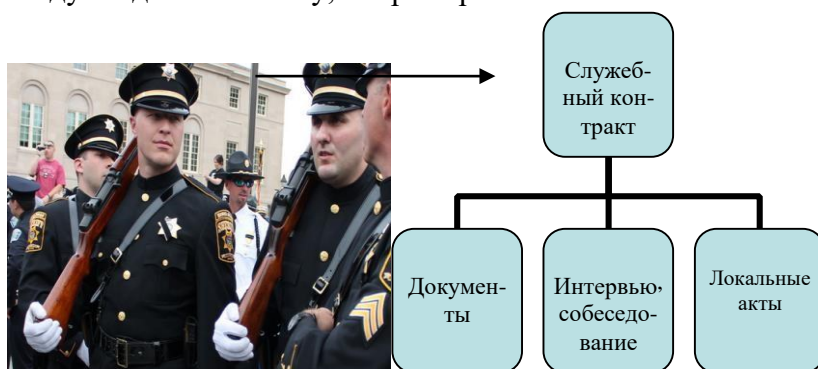 Служеб-
ный кон-
тракт
Докумен-
ты
Интервью,
собеседо-
вание
Локальные
акты